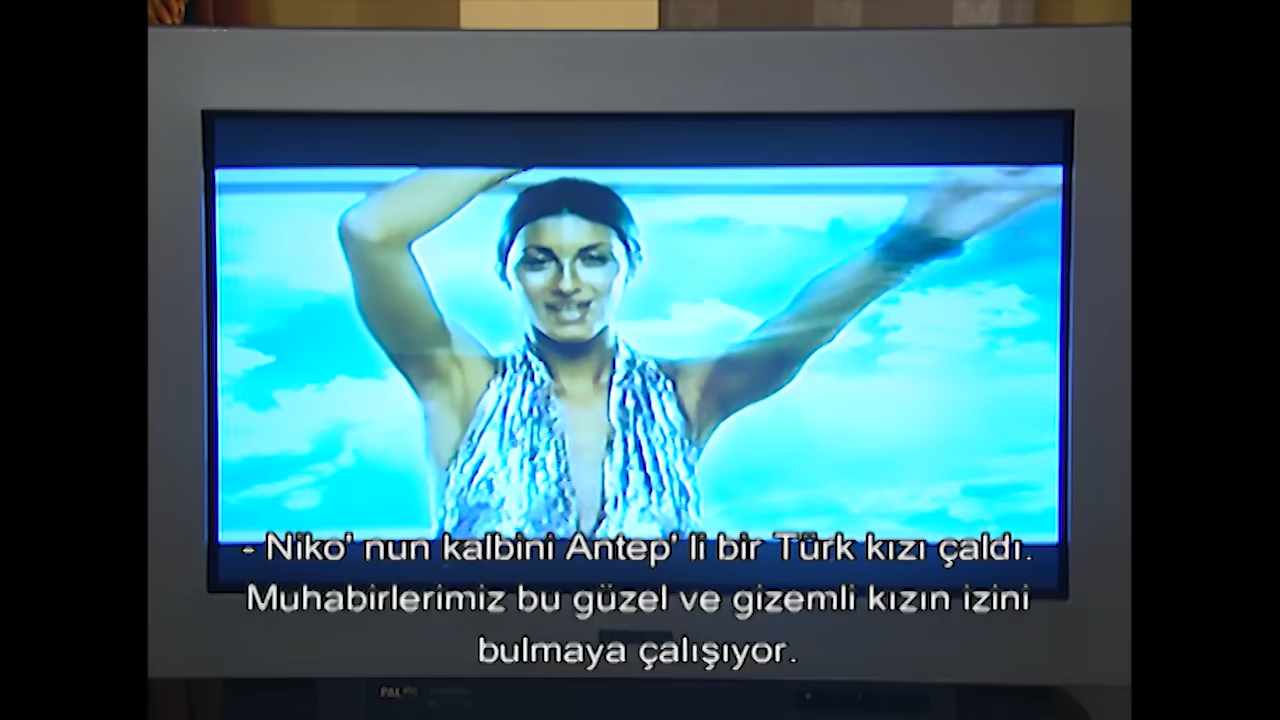 - Niko' nun kalbini Antep' li bir Türk kızı çaldı.
Muhabirlerimiz bu güzel ve gizemli kızın izini
bulmaya çalışıyor.